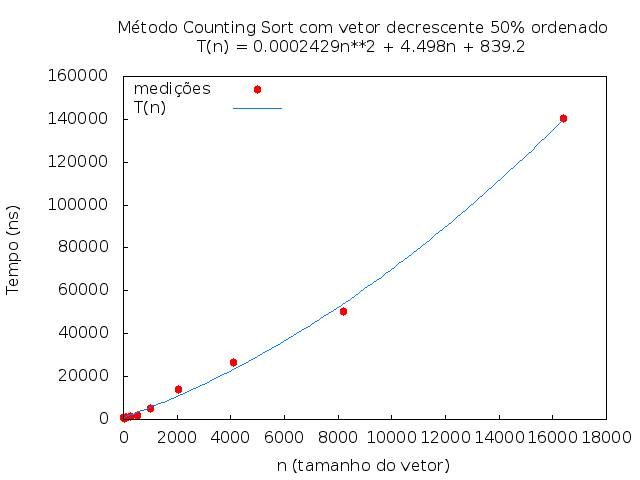 Método Counting Sort com vetor decrescente 50% ordenado
T(n) = 0.0002429n**2 + 4.498n + 839.2
160000
140000
120000
100000
80000
60000
40000
20000
0
Tempo (ns)
medições
T(n)
0 2000 4000 6000 8000 10000 12000 14000 16000 18000
n (tamanho do vetor)